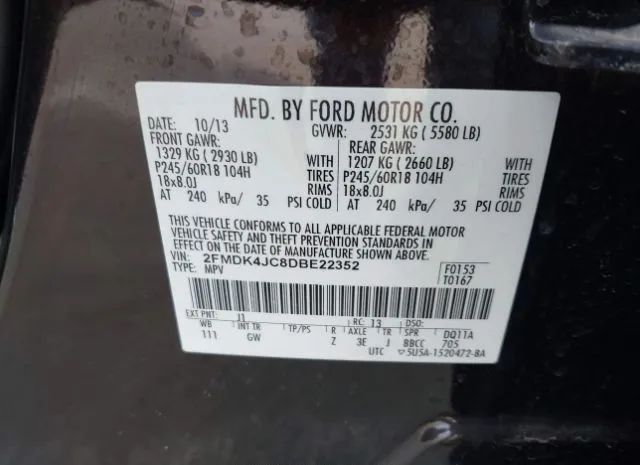 MFD. BY FORD MOTOR CO.
DATE: 10/13 GVWR: 2531 KG ( 5580 LB)
FRONT GAWR: REAR GAWR:
1329 KG ( 2930 LB) WITH 1207 KG ( 2660 LB) WITH
P245/60R18 104H TIRES P245/60R18 104H TIRES
18x8.0J RIMS 18x8.0J RIMS
AT 240 kPa/ 35 PSI COLD AT 240 kPa/ 35 PSI COLD
THIS VEHICLE CONFORMS TO ALL APPLICABLE FEDERAL MOTOR
VEHICLE SAFETY, BUMPER, AND THEFT PREVENTION STANDARDS IN
EFFECT ON THE DATE OF MANUFACTURE SHOWN ABOVE.
VIN: 2FMDK4JC8DBE22352 F0153
TYPE: MPV T0167
EXT PNT: J1 RC: 13 DSO:
WB INT TR TP/PS R AXLE TR SPR DQ11A
111 GW Z 3E J BBCC 705
UTC ▽5U5A-1520472-BA